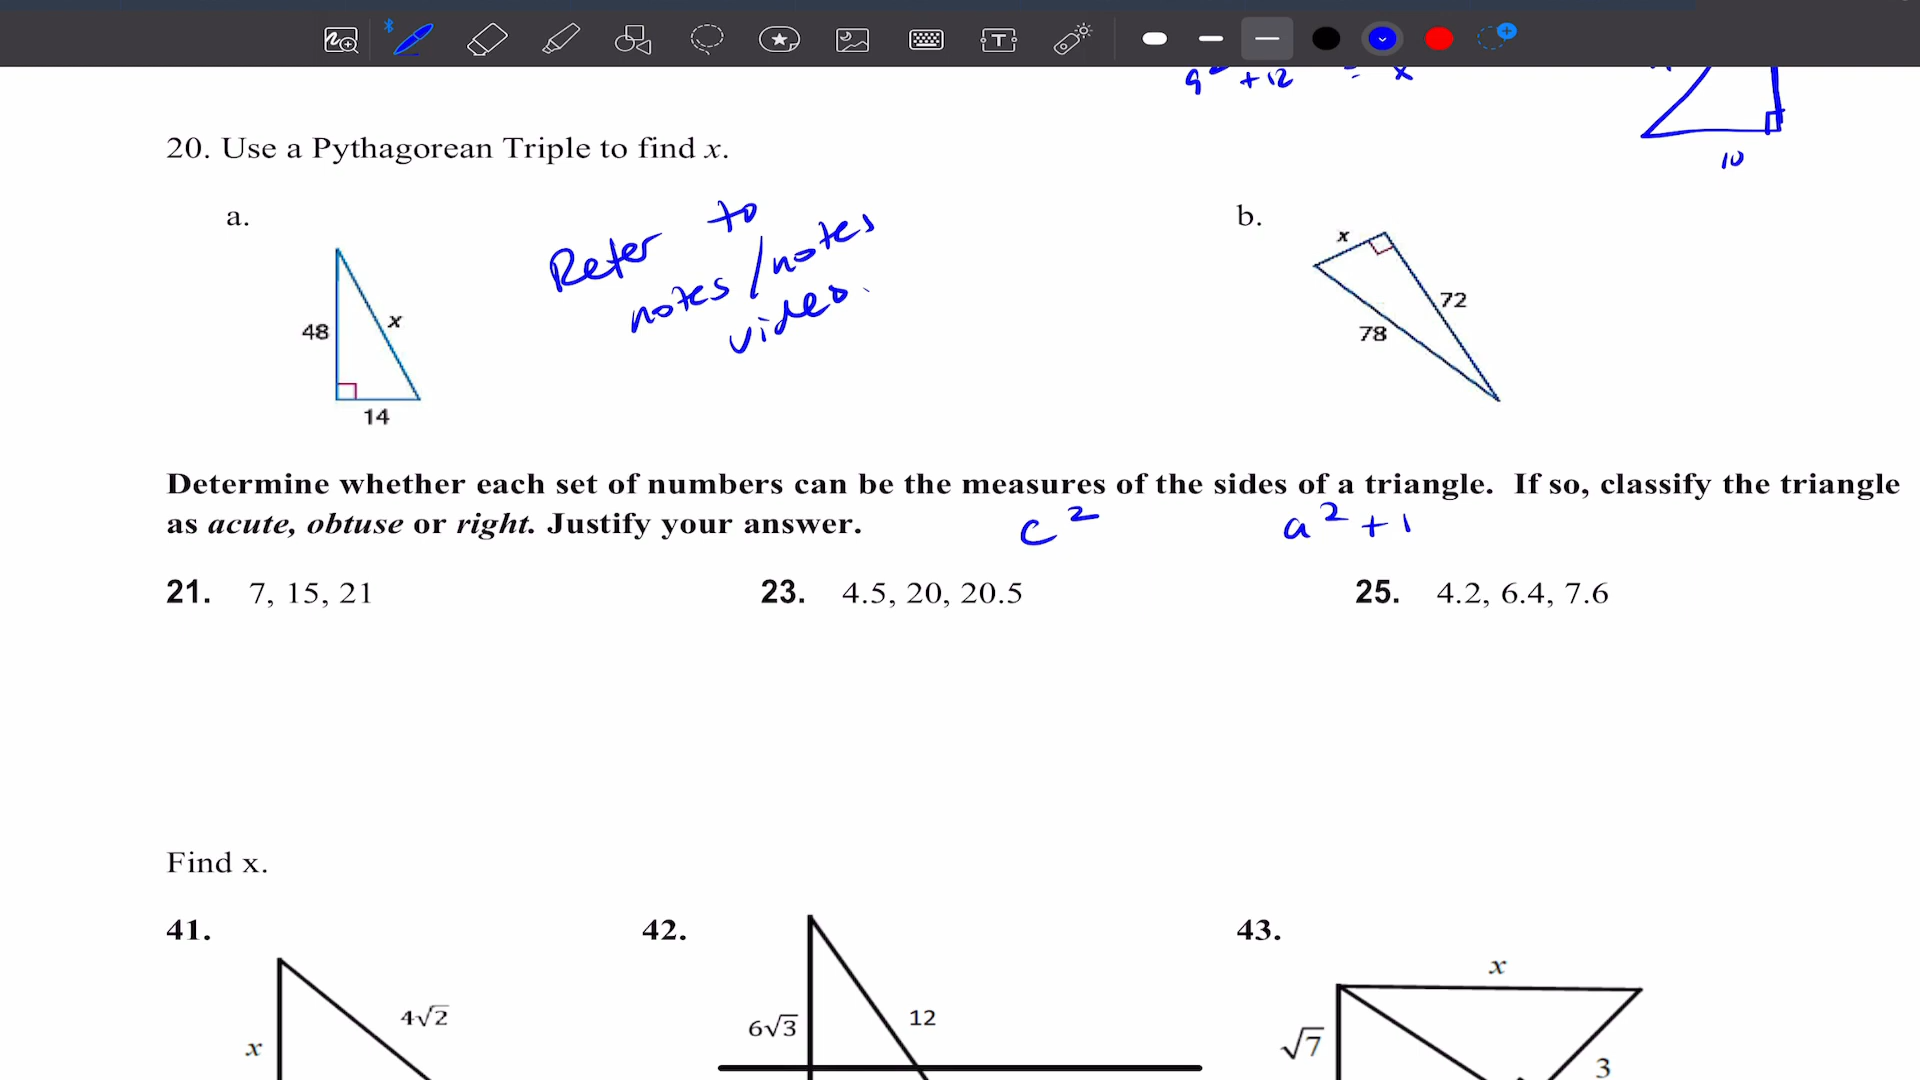 9² + 12 = x
10
20. Use a Pythagorean Triple to find x.
a.
Refer to
notes/notes
video.
48
x
14
b.
x
72
78
Determine whether each set of numbers can be the measures of the sides of a triangle. If so, classify the triangle
as acute, obtuse or right. Justify your answer.
c² a² + 1
21. 7, 15, 21
23. 4.5, 20, 20.5
25. 4.2, 6.4, 7.6
Find x.
41.
4√2
x
42.
6√3
12
43.
x
√7
3